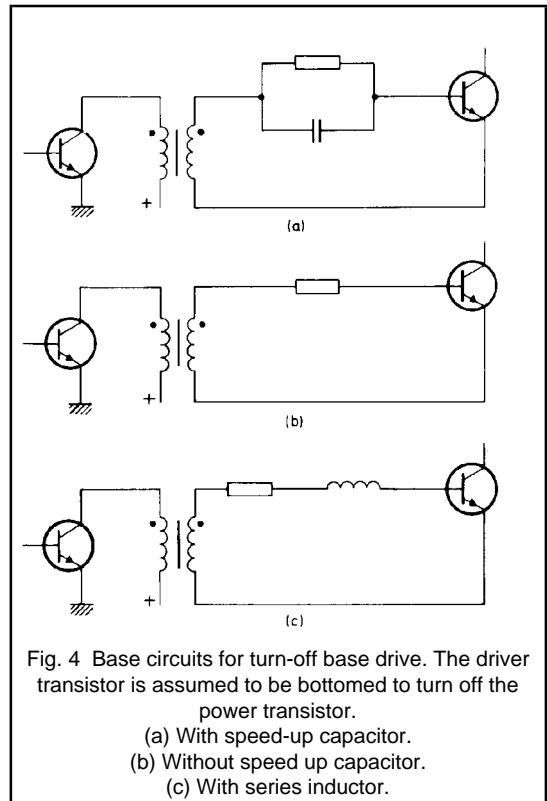 +
(a)
+
(b)
+
(c)
Fig. 4 Base circuits for turn-off base drive. The driver
transistor is assumed to be bottomed to turn off the
power transistor.
(a) With speed-up capacitor.
(b) Without speed up capacitor.
(c) With series inductor.